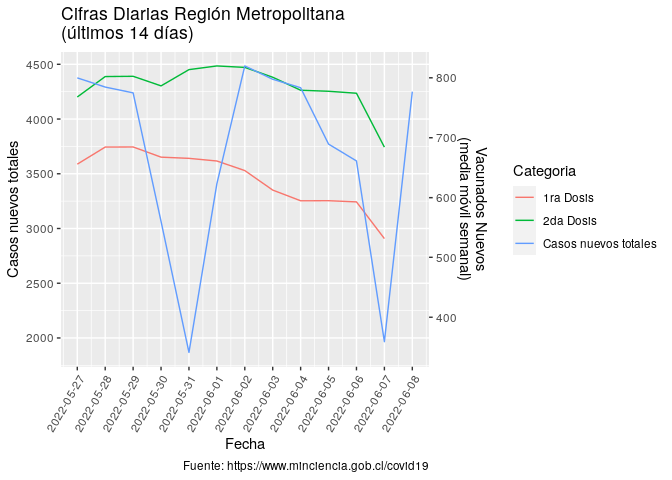 Cifras Diarias Región Metropolitana
(últimos 14 días)
Casos nuevos totales
4500
4000
3500
3000
2500
2000
800
700
600
500
400
Vacunados Nuevos
(media móvil semanal)
2022-05-27
2022-05-28
2022-05-29
2022-05-30
2022-05-31
2022-06-01
2022-06-02
2022-06-03
2022-06-04
2022-06-05
2022-06-06
2022-06-07
2022-06-08
Fecha
Categoria
1ra Dosis
2da Dosis
Casos nuevos totales
Fuente: https://www.minciencia.gob.cl/covid19